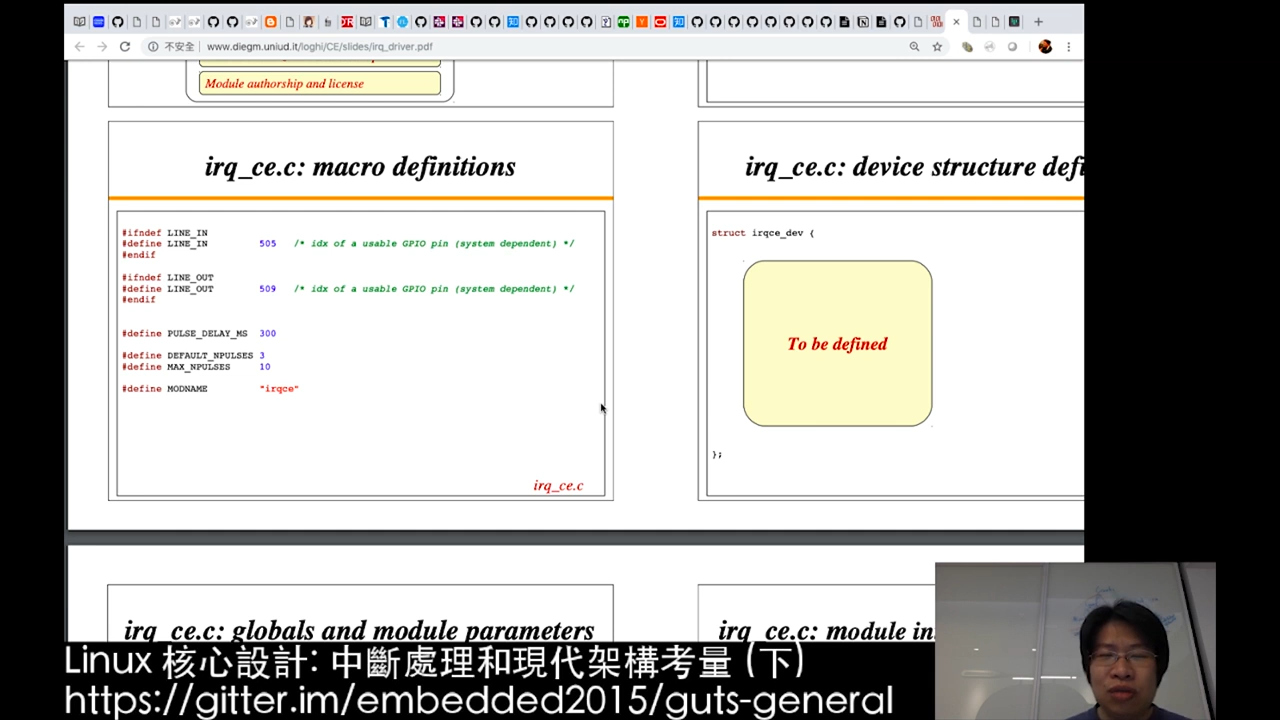 不安全 www.diegm.uniud.it/loghi/CE/slides/irq_driver.pdf
Module authorship and license
irq_ce.c: macro definitions
#ifndef LINE_IN
#define LINE_IN 505 /* idx of a usable GPIO pin (system dependent) */
#endif
#ifndef LINE_OUT
#define LINE_OUT 509 /* idx of a usable GPIO pin (system dependent) */
#endif
#define PULSE_DELAY_MS 300
#define DEFAULT_NPULSES 3
#define MAX_NPULSES 10
#define MODNAME "irqce"
irq_ce.c
irq_ce.c: device structure defi
struct irqce_dev {
To be defined
};
irq_ce.c: globals and module parameters
irq_ce.c: module in
Linux 核心設計: 中斷處理和現代架構考量 (下)
https://gitter.im/embedded2015/guts-general